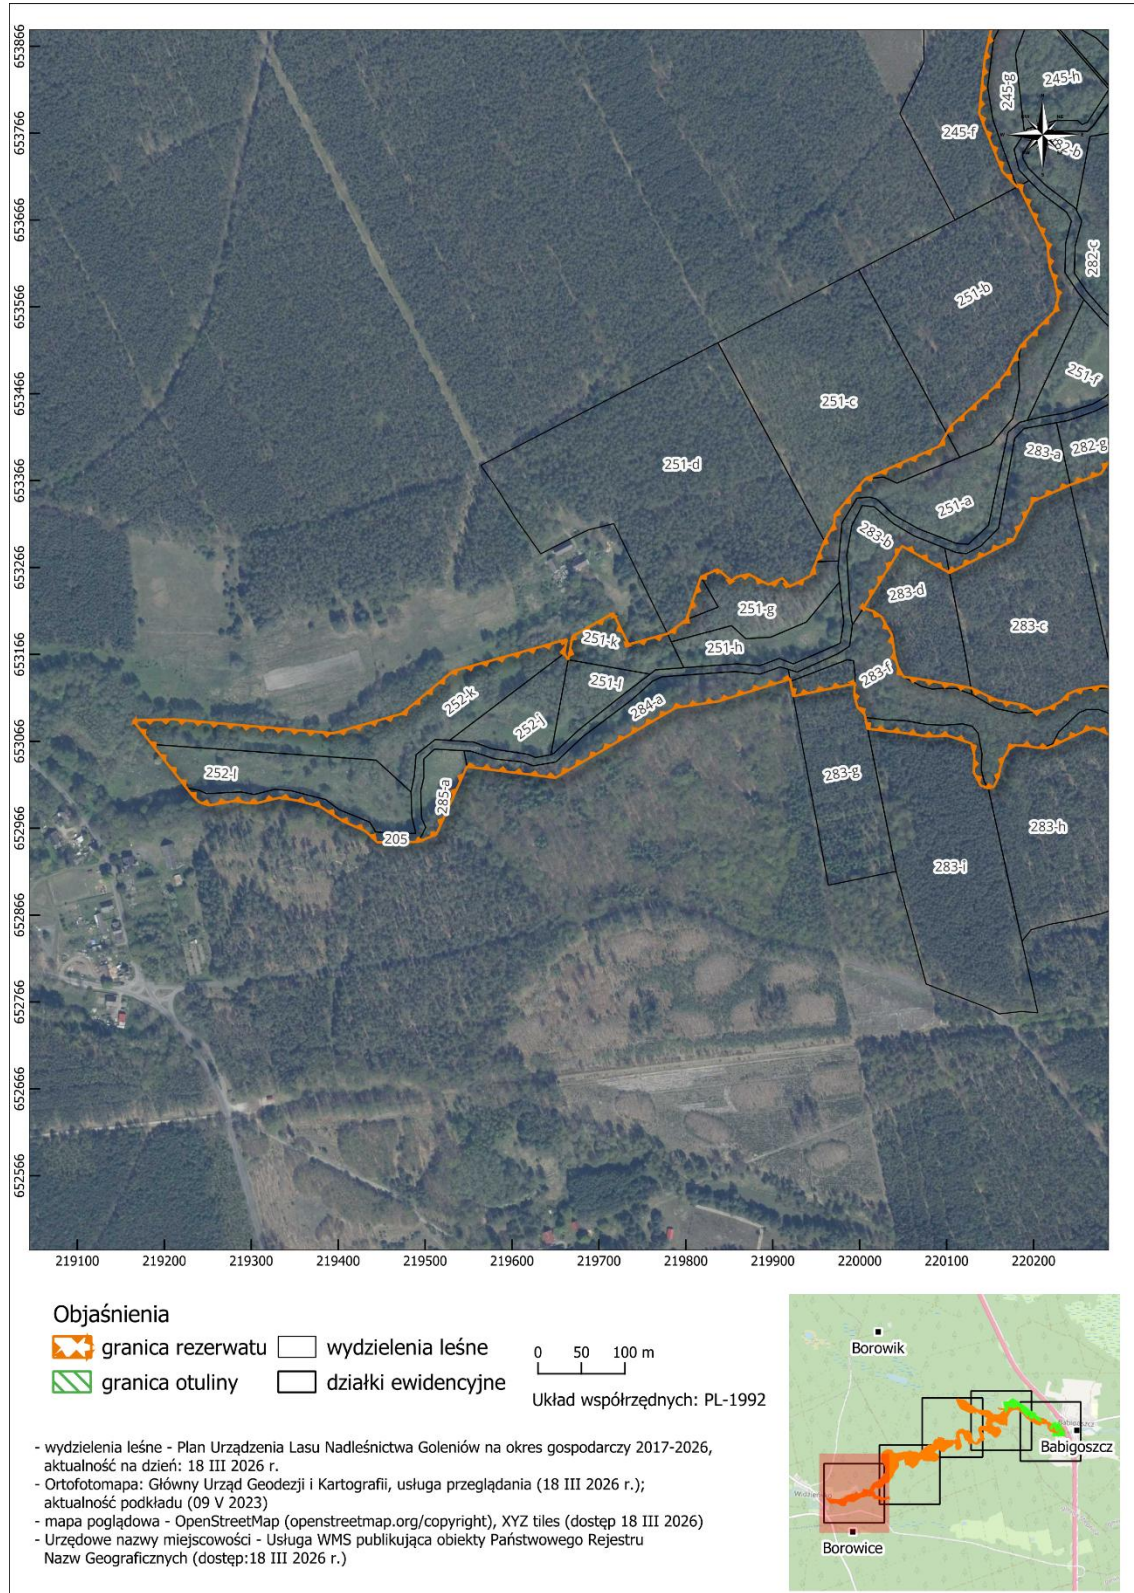 653866
653766
653666
653566
653466
653366
653266
653166
653066
652966
652866
652766
652666
652566
245-g
245-h
245-f
82-b
282-c
251-b
251-f
251-c
283-a
282-g
251-d
251-a
283-b
283-d
251-g
283-c
251-k
251-h
283-f
251-l
252-k
284-a
252-j
252-l
283-g
285-a
205
283-h
283-i
219100 219200 219300 219400 219500 219600 219700 219800 219900 220000 220100 220200
Objaśnienia
granica rezerwatu
wydzielenia leśne
granica otuliny
działki ewidencyjne
0 50 100 m
Układ współrzędnych: PL-1992
- wydzielenia leśne - Plan Urządzenia Lasu Nadleśnictwa Goleniów na okres gospodarczy 2017-2026,
aktualność na dzień: 18 III 2026 r.
- Ortofotomapa: Główny Urząd Geodezji i Kartografii, usługa przeglądania (18 III 2026 r.);
aktualność podkładu (09 V 2023)
- mapa poglądowa - OpenStreetMap (openstreetmap.org/copyright), XYZ tiles (dostęp 18 III 2026)
- Urzędowe nazwy miejscowości - Usługa WMS publikująca obiekty Państwowego Rejestru
Nazw Geograficznych (dostęp:18 III 2026 r.)
Borowik
Babigoszcz
Borowice